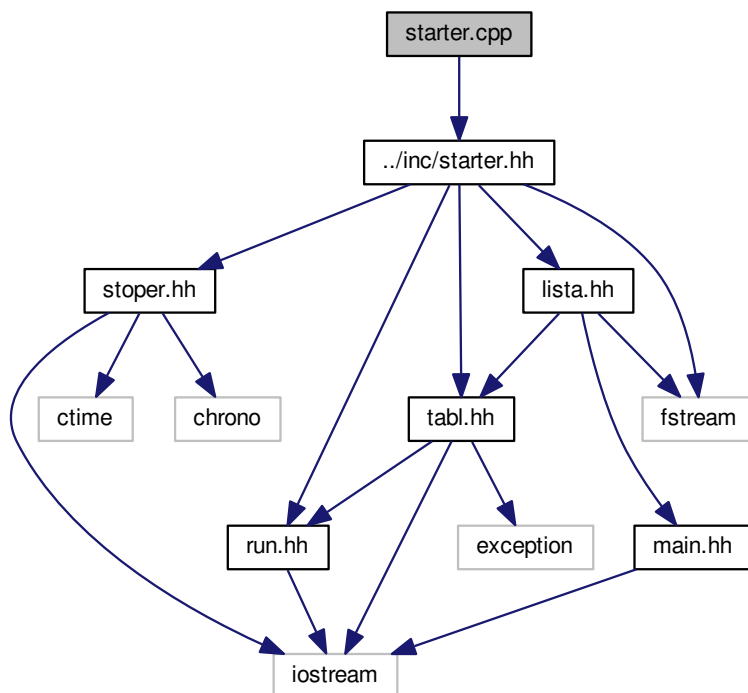 starter.cpp
../inc/starter.hh
stoper.hh
lista.hh
ctime
chrono
tabl.hh
fstream
run.hh
exception
main.hh
iostream